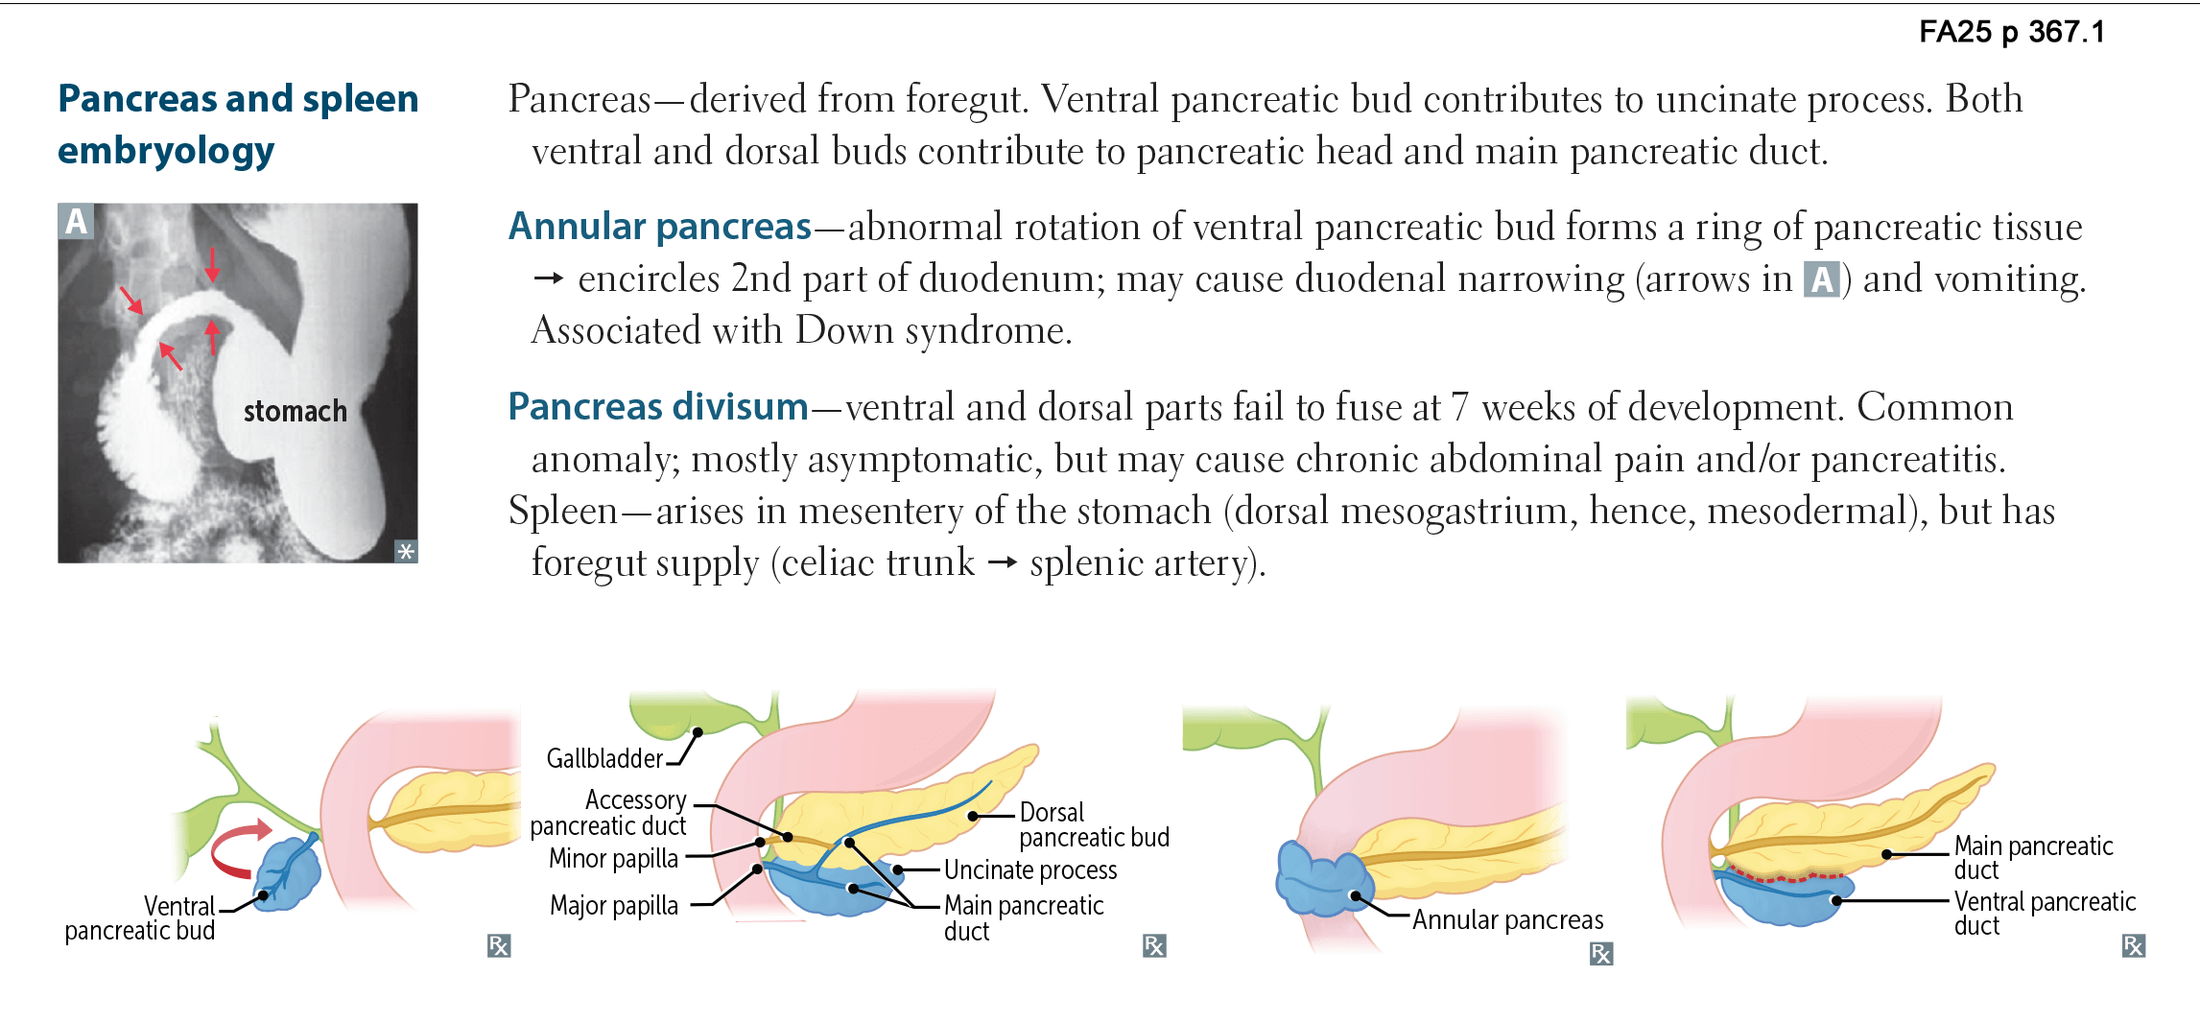 FA25 p 367.1
Pancreas and spleen
embryology
Pancreas—derived from foregut. Ventral pancreatic bud contributes to uncinate process. Both
ventral and dorsal buds contribute to pancreatic head and main pancreatic duct.
Annular pancreas—abnormal rotation of ventral pancreatic bud forms a ring of pancreatic tissue
→ encircles 2nd part of duodenum; may cause duodenal narrowing (arrows in A) and vomiting.
Associated with Down syndrome.
Pancreas divisum—ventral and dorsal parts fail to fuse at 7 weeks of development. Common
anomaly; mostly asymptomatic, but may cause chronic abdominal pain and/or pancreatitis.
Spleen—arises in mesentery of the stomach (dorsal mesogastrium, hence, mesodermal), but has
foregut supply (celiac trunk → splenic artery).
A
stomach
*
Ventral
pancreatic bud
Rx
Gallbladder
Accessory
pancreatic duct
Minor papilla
Major papilla
Dorsal
pancreatic bud
Uncinate process
Main pancreatic
duct
Rx
Annular pancreas
Rx
Main pancreatic
duct
Ventral pancreatic
duct
Rx